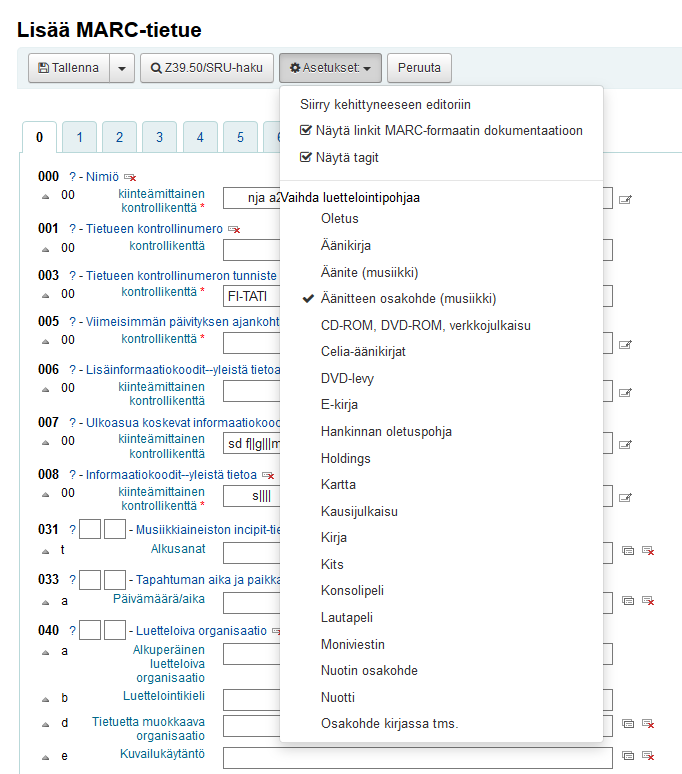 Lisää MARC-tietue
Tallenna
Z39.50/SRU-haku
Asetukset:
Peruuta
Siirry kehittyneeseen editoriin
Näytä linkit MARC-formaatin dokumentaatioon
Näytä tagit
Vaihda luettelointipohjaa
Oletus
Äänikirja
Äänite (musiikki)
Äänitteen osakohde (musiikki)
CD-ROM, DVD-ROM, verkkojulkaisu
Celia-äänikirjat
DVD-levy
E-kirja
Hankinnan oletuspohja
Holdings
Kartta
Kausijulkaisu
Kirja
Kits
Konsolipeli
Lautapeli
Moniviestin
Nuotin osakohde
Nuotti
Osakohde kirjassa tms.
0 1 2 3 4 5 6
000 ? - Nimiö
00 kiinteämittainen
kontrollikenttä * nja a2
001 ? - Tietueen kontrollinumero
00 kontrollikenttä
003 ? - Tietueen kontrollinumeron tunniste
00 kontrollikenttä * FI-TATI
005 ? - Viimeisimmän päivityksen ajankoht
00 kontrollikenttä *
006 ? - Lisäinformaatiokoodit--yleistä tietoa
00 kiinteämittainen
kontrollikenttä
007 ? - Ulkoasua koskevat informaatiokood
00 kiinteämittainen
kontrollikenttä sd f||g|||m
008 ? - Informaatiokoodit--yleistä tietoa
00 kiinteämittainen
kontrollikenttä * s||||
031 ? - Musiikkiaineiston incipit-tie
t Alkusanat
033 ? - Tapahtuman aika ja paikka
a Päivämäärä/aika
040 ? - Luetteloiva organisaatio
a Alkuperäinen
luetteloiva
organisaatio
b Luettelointikieli
d Tietuetta muokkaava
organisaatio
e Kuvailukäytäntö